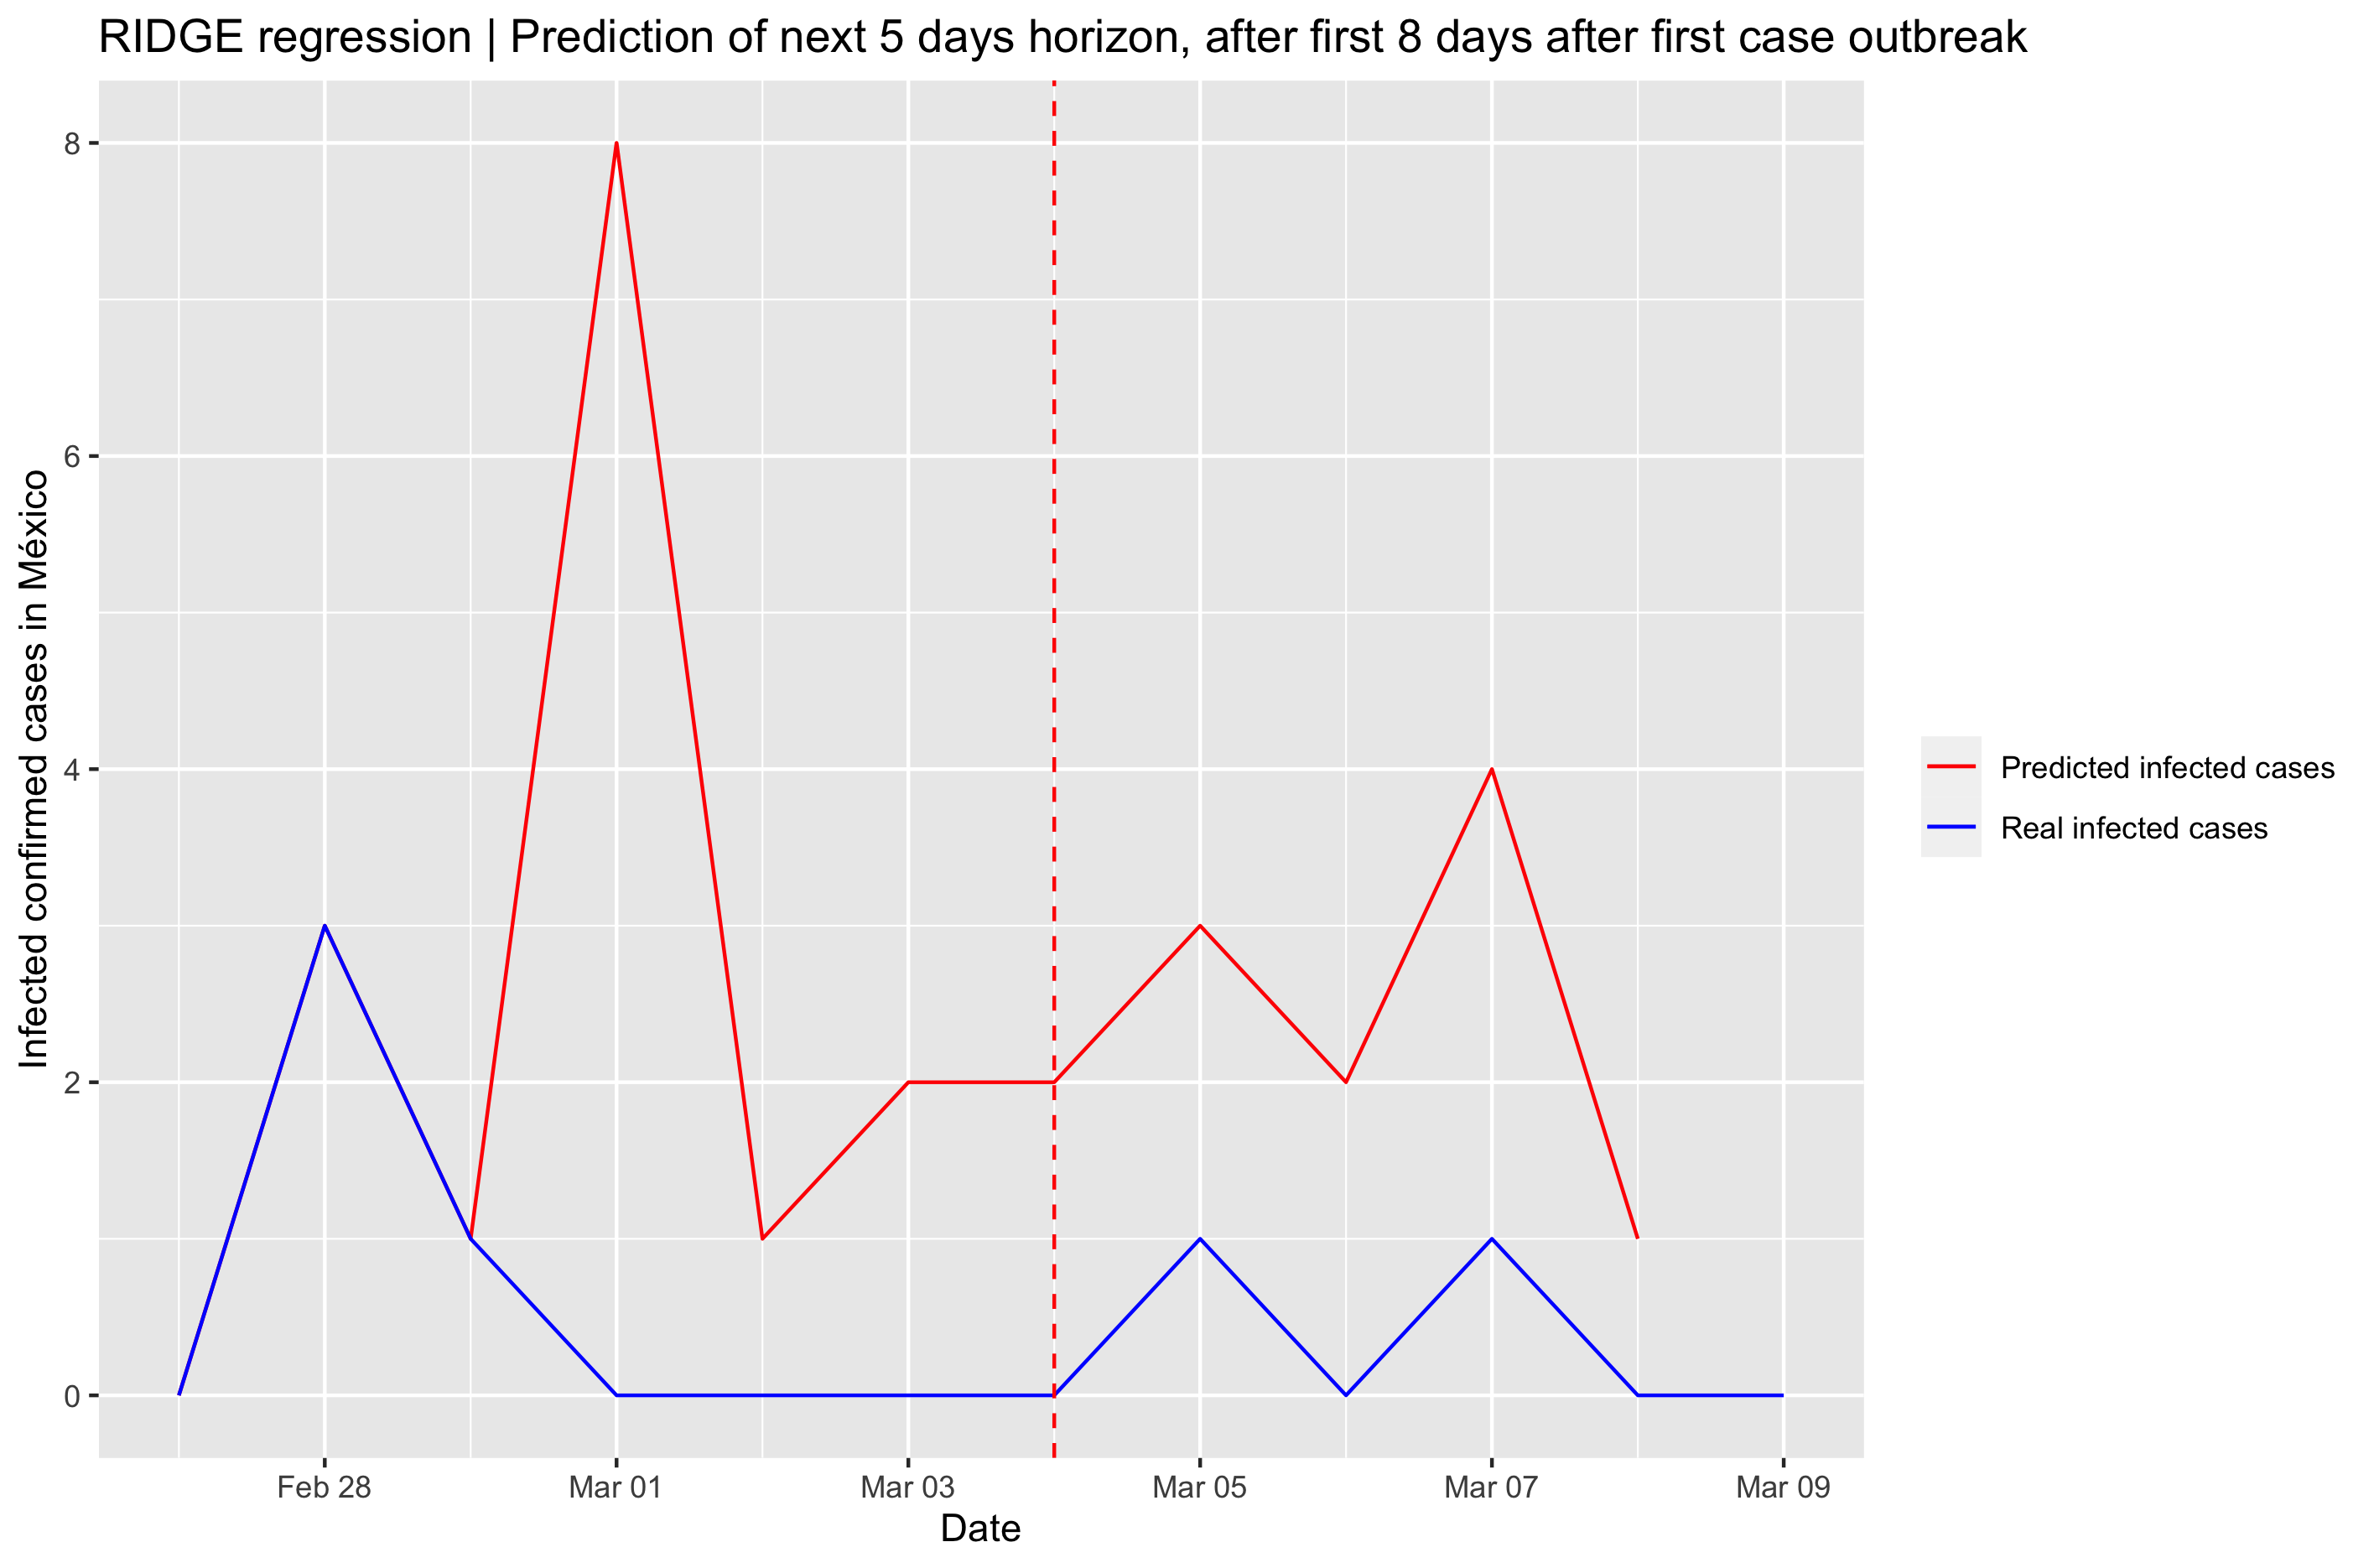 RIDGE regression | Prediction of next 5 days horizon, after first 8 days after first case outbreak
Infected confirmed cases in México
8
6
4
2
0
Feb 28
Mar 01
Mar 03
Mar 05
Mar 07
Mar 09
Date
Predicted infected cases
Real infected cases